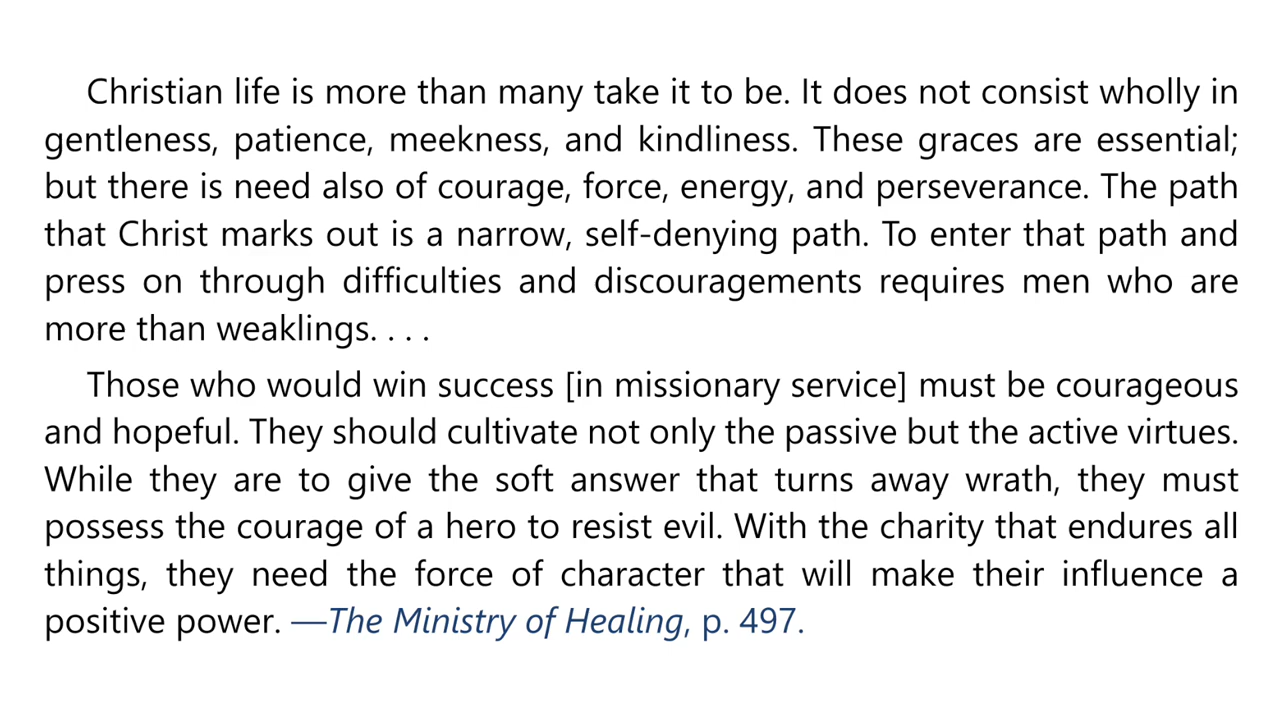 Christian life is more than many take it to be. It does not consist wholly in
gentleness, patience, meekness, and kindliness. These graces are essential;
but there is need also of courage, force, energy, and perseverance. The path
that Christ marks out is a narrow, self-denying path. To enter that path and
press on through difficulties and discouragements requires men who are
more than weaklings. . . .
Those who would win success [in missionary service] must be courageous
and hopeful. They should cultivate not only the passive but the active virtues.
While they are to give the soft answer that turns away wrath, they must
possess the courage of a hero to resist evil. With the charity that endures all
things, they need the force of character that will make their influence a
positive power. —The Ministry of Healing, p. 497.